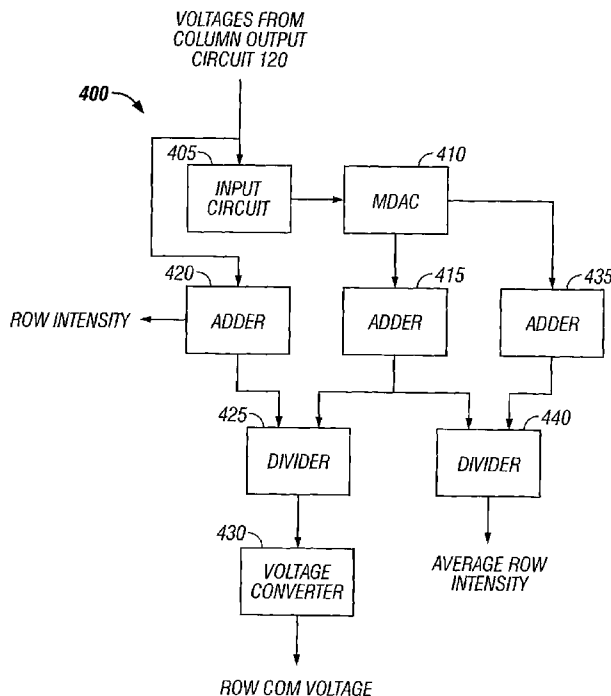 VOLTAGES FROM
COLUMN OUTPUT
CIRCUIT 120
400
405
INPUT
CIRCUIT
410
MDAC
420
ADDER
415
ADDER
435
ADDER
ROW INTENSITY
425
DIVIDER
440
DIVIDER
430
VOLTAGE
CONVERTER
AVERAGE ROW
INTENSITY
ROW COM VOLTAGE